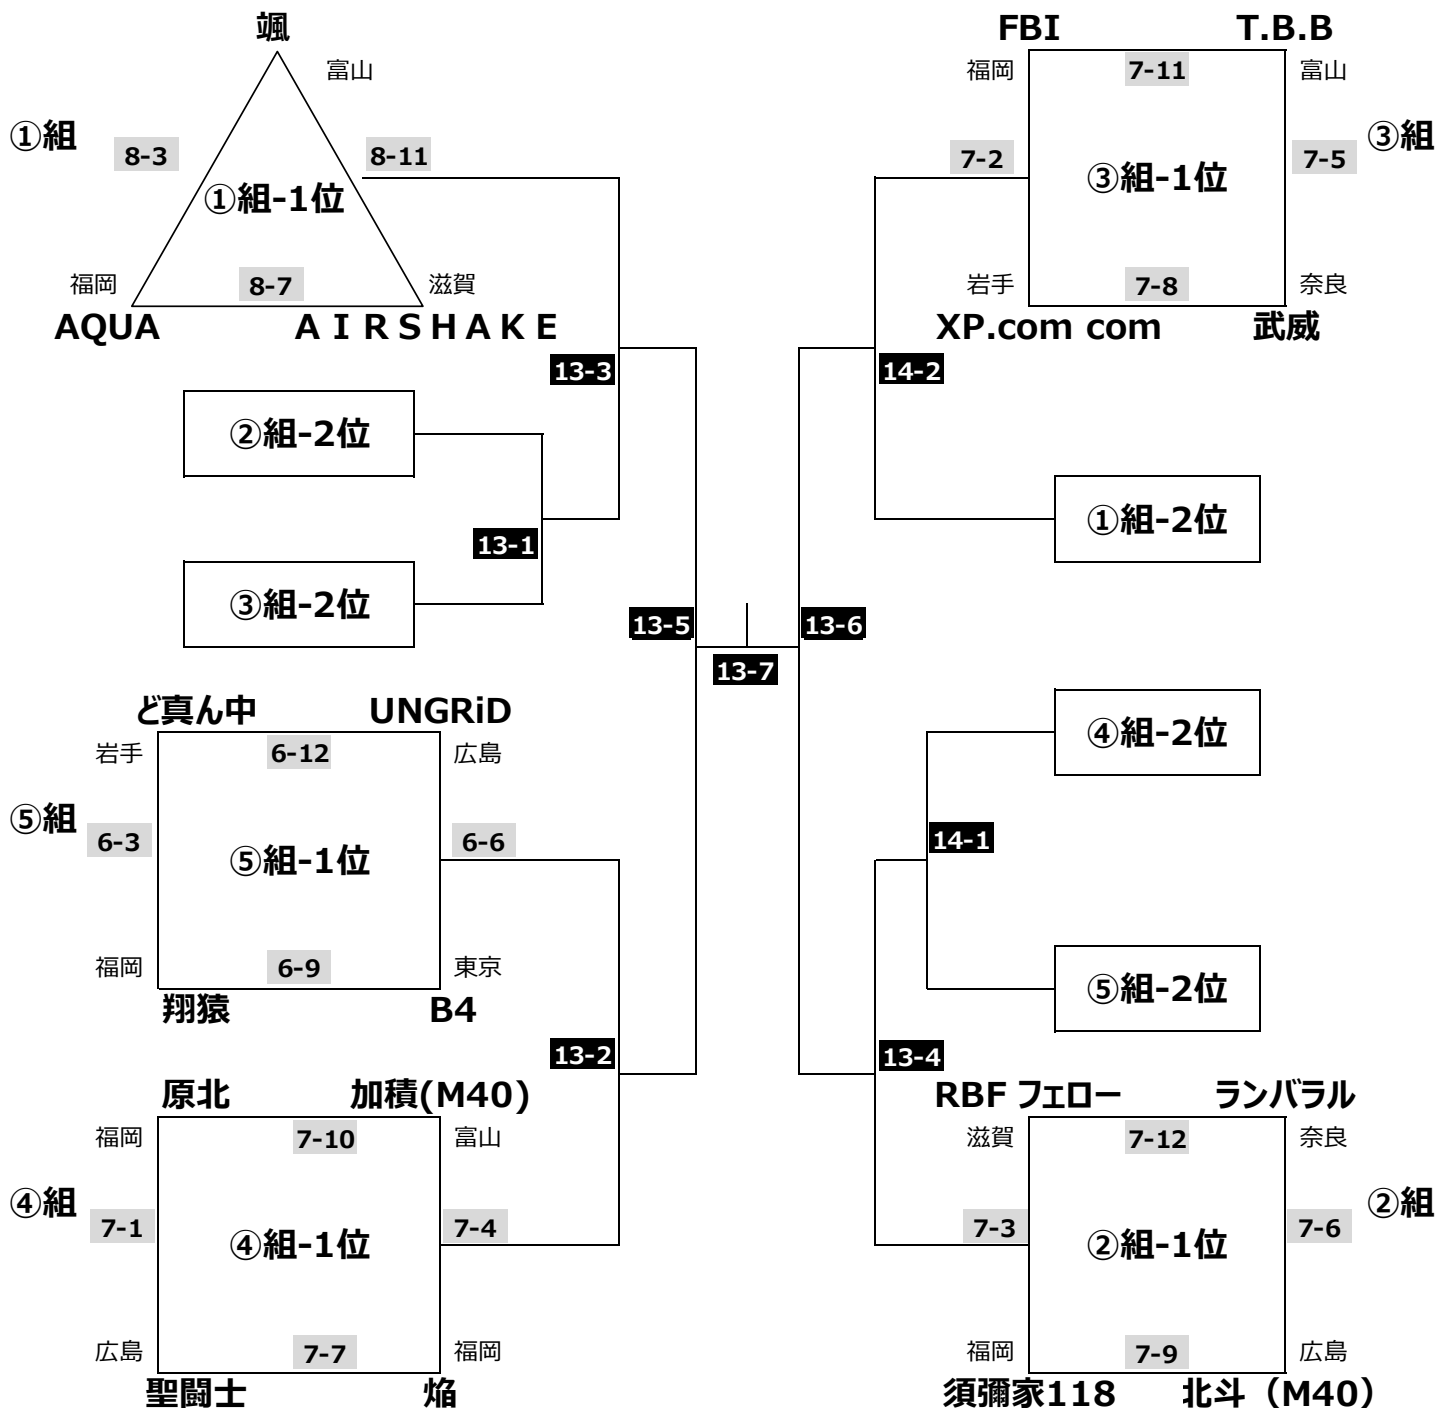 颯
富山
①組
8-3
8-11
①組-1位
福岡
8-7
滋賀
AQUA
ＡＩＲＳＨＡＫＥ
FBI
T.B.B
福岡
7-11
富山
③組
7-2
③組-1位
7-5
岩手
7-8
奈良
XP.com com
武威
13-3
14-2
②組-2位
①組-2位
13-1
③組-2位
13-5
13-6
13-7
ど真ん中
UNGRiD
岩手
6-12
広島
④組-2位
⑤組
6-3
⑤組-1位
6-6
14-1
福岡
6-9
東京
翔猿
B4
⑤組-2位
13-2
13-4
原北
加積(M40)
福岡
7-10
富山
④組
7-1
④組-1位
7-4
広島
7-7
福岡
聖闘士
焔
RBF フェロー
ランバラル
滋賀
7-12
奈良
②組
7-3
②組-1位
7-6
福岡
7-9
広島
須彌家118
北斗（M40）